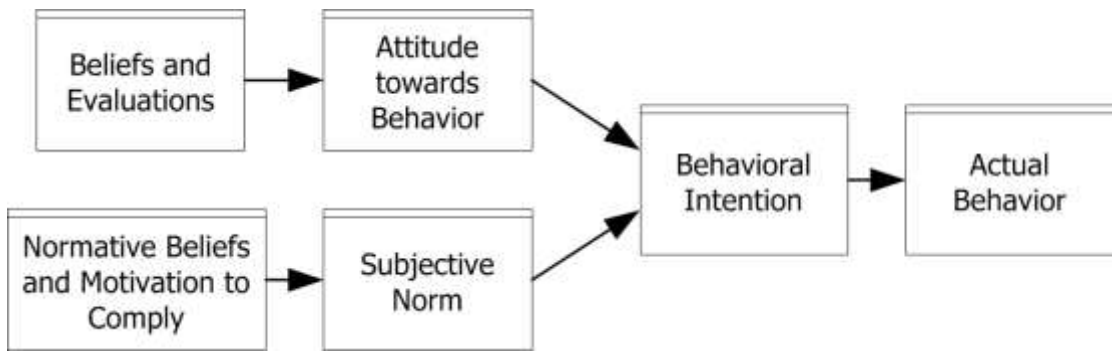 Beliefs and
Evaluations
Attitude
towards
Behavior
Normative Beliefs
and Motivation to
Comply
Subjective
Norm
Behavioral
Intention
Actual
Behavior